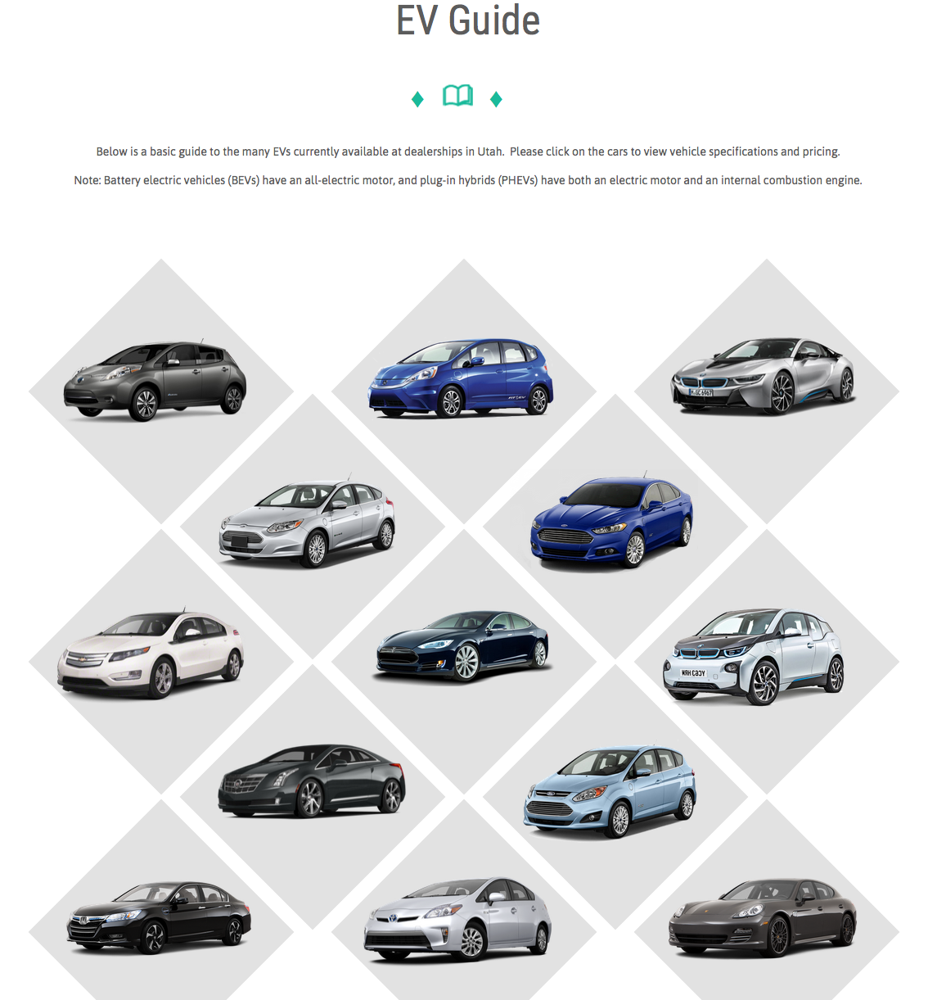 EV Guide
Below is a basic guide to the many EVs currently available at dealerships in Utah.  Please click on the cars to view vehicle specifications and pricing.
Note: Battery electric vehicles (BEVs) have an all-electric motor, and plug-in hybrids (PHEVs) have both an electric motor and an internal combustion engine.